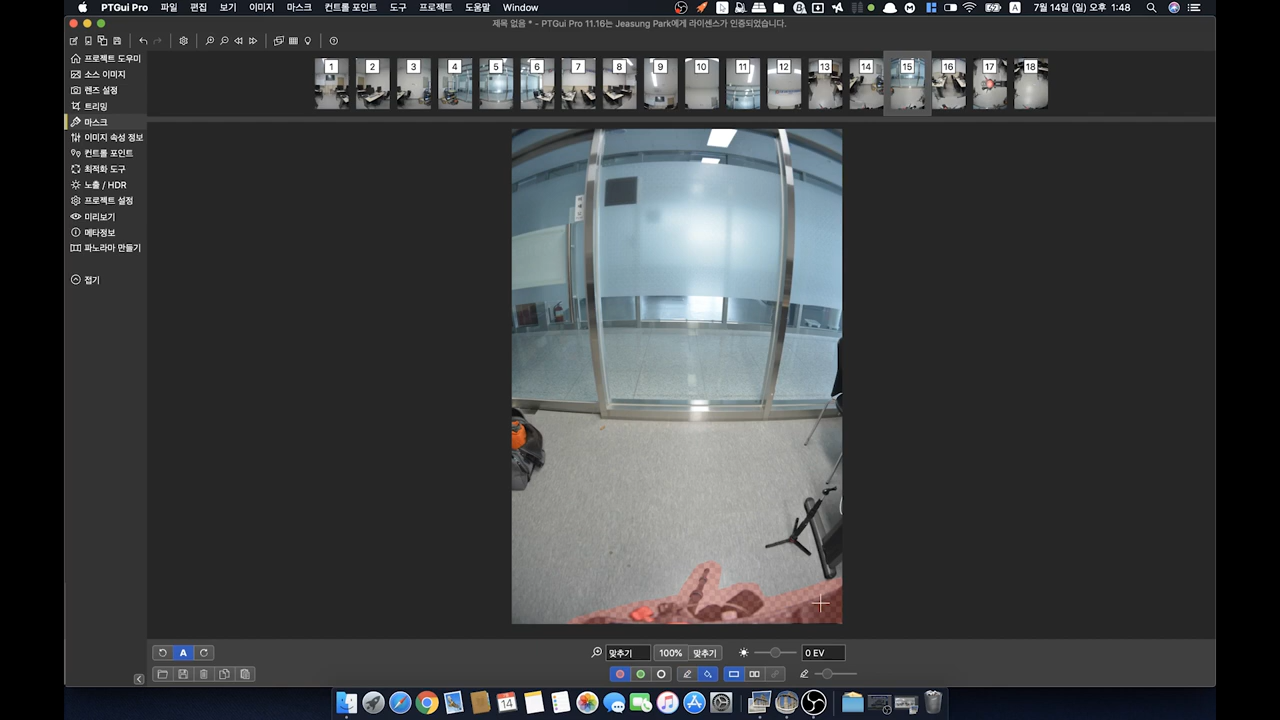 PTGui Pro 파일 편집 보기 이미지 마스크 컨트롤 포인트 도구 프로젝트 도움말 Window 7월 14일 (일) 오후 1:48
제목 없음 * - PTGui Pro 11.16는 Jeasung Park에게 라이센스가 인증되었습니다.
프로젝트 도우미
소스 이미지
렌즈 설정
트리밍
마스크
이미지 속성 정보
컨트롤 포인트
최적화 도구
노출 / HDR
프로젝트 설정
미리보기
메타정보
파노라마 만들기
접기
1 2 3 4 5 6 7 8 9 10 11 12 13 14 15 16 17 18
A 맞추기 100% 맞추기 0 EV
14